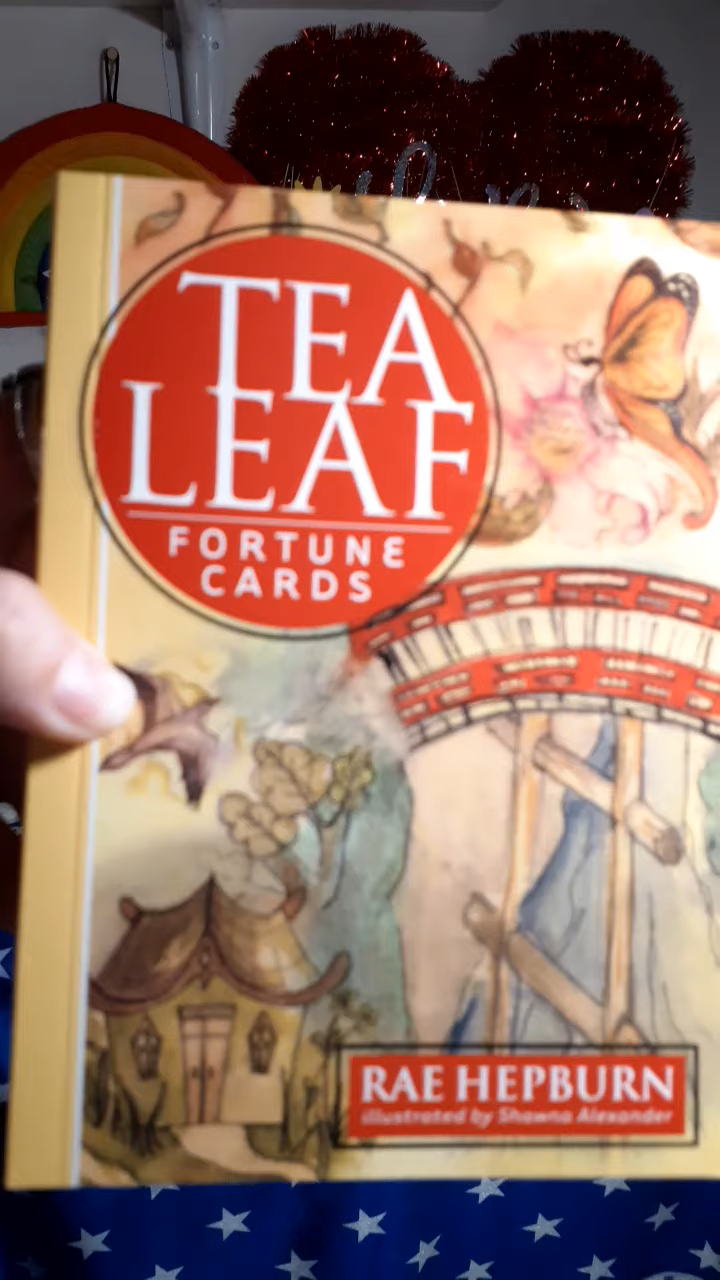 TEA
LEAF
FORTUNE
CARDS
RAE HEPBURN
illustrated by Shawna Alexander